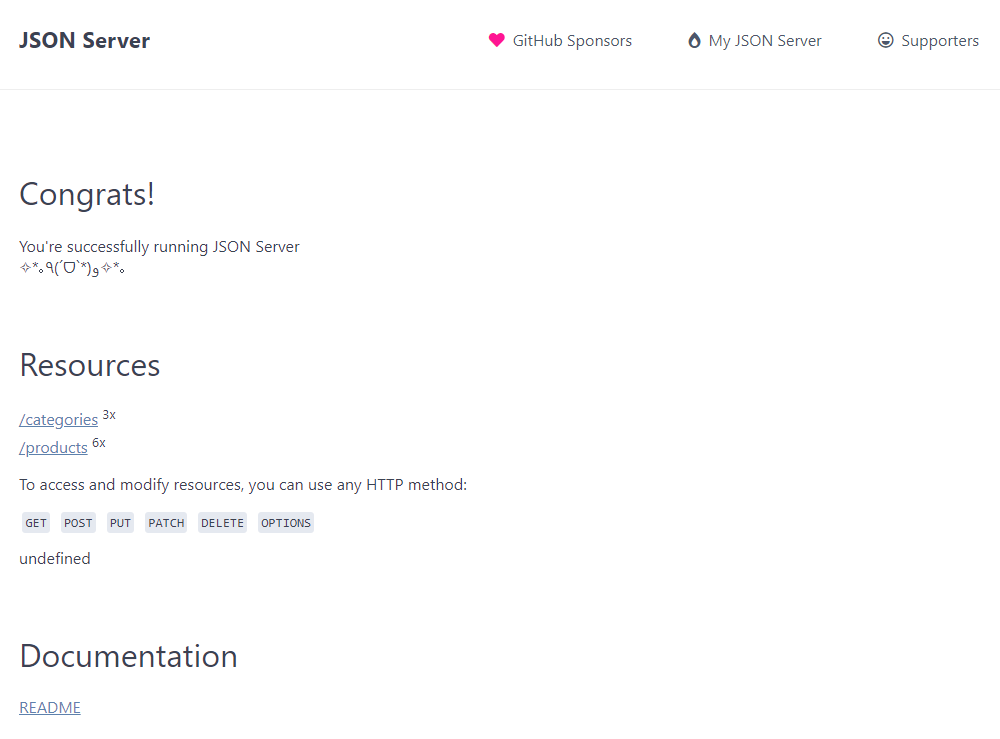 JSON Server
GitHub Sponsors
My JSON Server
Supporters
Congrats!
You're successfully running JSON Server
✧*｡٩(ˊᗜˋ*)و✧*｡
Resources
/categories 3x
/products 6x
To access and modify resources, you can use any HTTP method:
GET POST PUT PATCH DELETE OPTIONS
undefined
Documentation
README